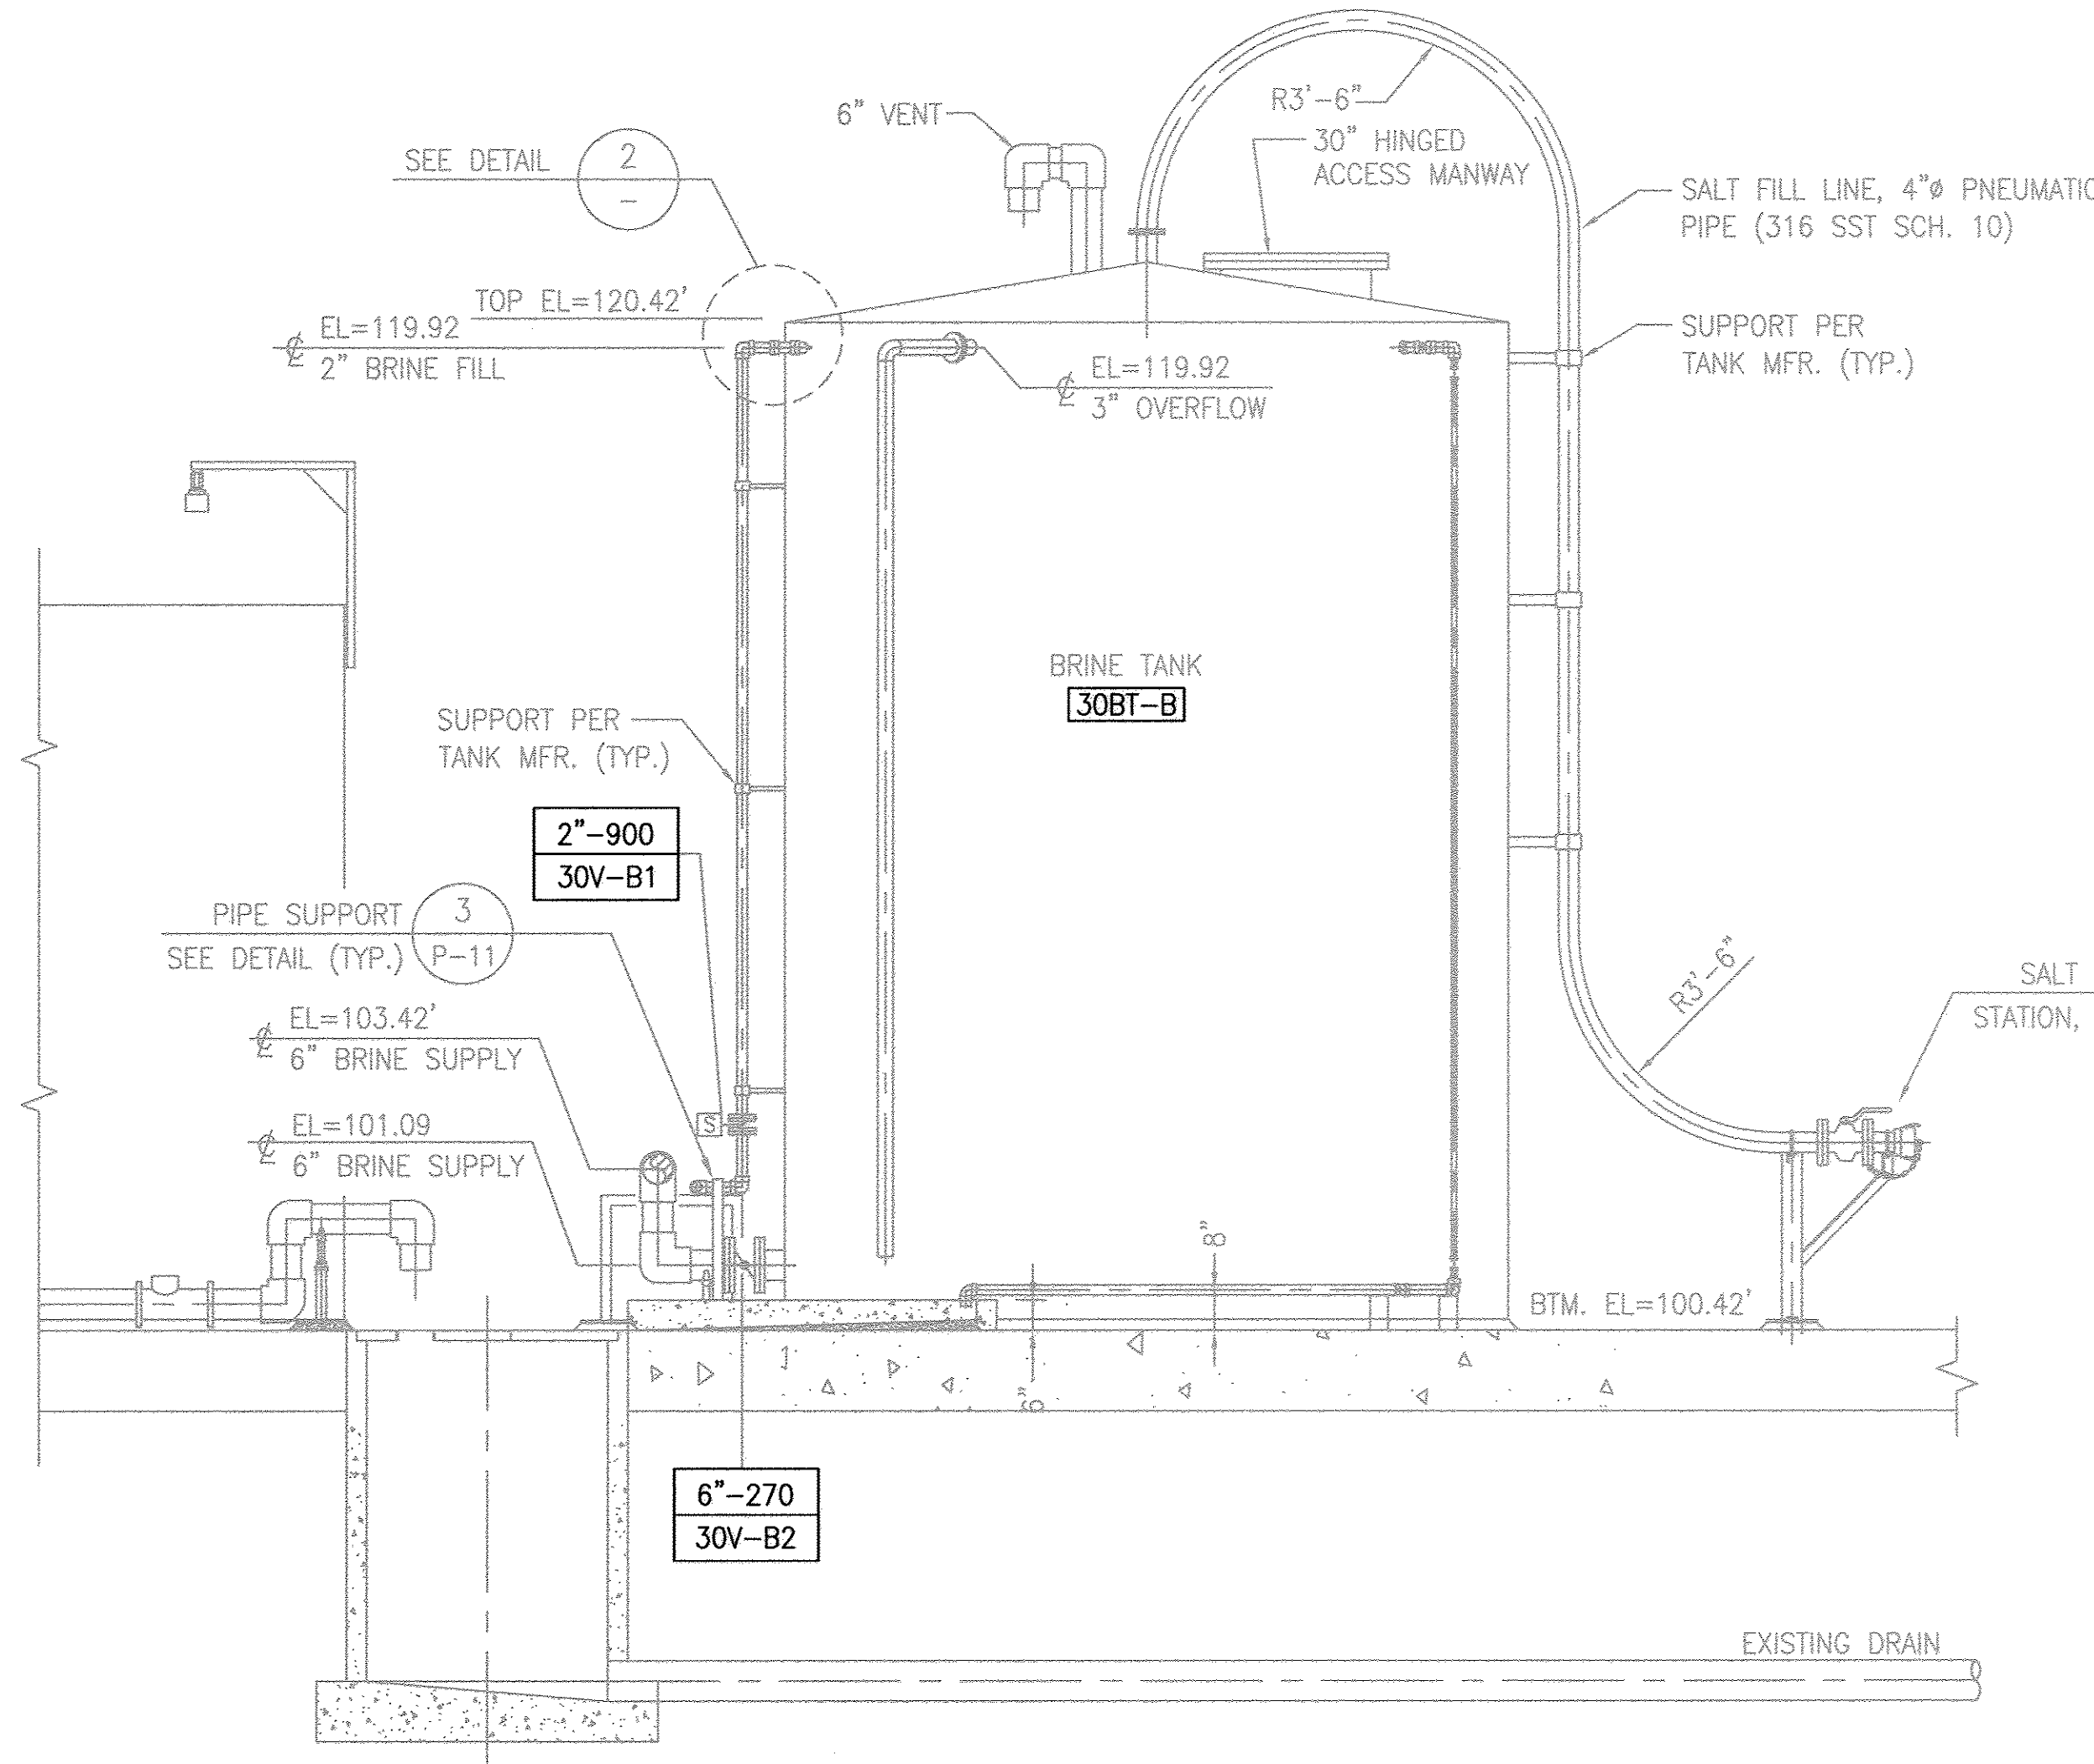 6" VENT
R3'-6"
30" HINGED
ACCESS MANWAY
SEE DETAIL
2
-
SALT FILL LINE, 4"ø PNEUMATIC
PIPE (316 SST SCH. 10)
TOP EL=120.42'
℄ EL=119.92
2" BRINE FILL
℄ EL=119.92
3" OVERFLOW
SUPPORT PER
TANK MFR. (TYP.)
BRINE TANK
30BT-B
SUPPORT PER
TANK MFR. (TYP.)
2"-900
30V-B1
PIPE SUPPORT
SEE DETAIL (TYP.)
3
P-11
R3'-6"
SALT
STATION,
℄ EL=103.42'
6" BRINE SUPPLY
℄ EL=101.09
6" BRINE SUPPLY
S
8"
BTM. EL=100.42'
6"
6"-270
30V-B2
EXISTING DRAIN